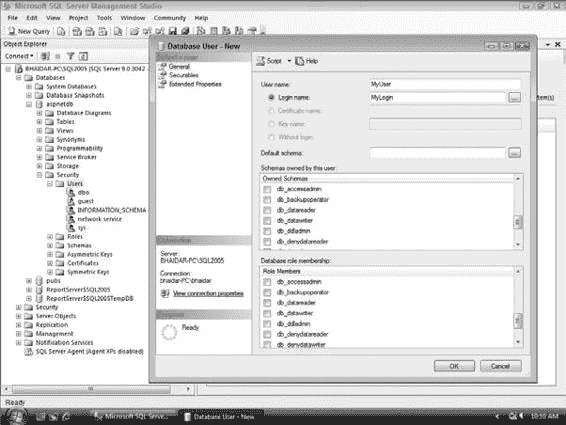 Microsoft SQL Server Management Studio
File Edit View Project Tools Window Community Help
New Query
Object Explorer
Connect
BHAIDAR-PC\SQL2005 (SQL Server 9.0.3042
Databases
System Databases
Database Snapshots
aspnetdb
Database Diagrams
Tables
Views
Synonyms
Programmability
Service Broker
Storage
Security
Users
dbo
guest
INFORMATION_SCHEMA
network service
sys
Roles
Schemas
Asymmetric Keys
Certificates
Symmetric Keys
pubs
ReportServer$SQL2005
ReportServer$SQL2005TempDB
Security
Server Objects
Replication
Management
Notification Services
SQL Server Agent (Agent XPs disabled)
Database User - New
General
Securables
Extended Properties
Connection
Server:
BHAIDAR-PC\SQL2005
Connection:
bhaidar-PC\bhaidar
View connection properties
Progress
Ready
Script Help
User name: MyUser
Login name: MyLogin ...
Certificate name:
Key name:
Without login
Default schema: ...
Schemas owned by this user:
Owned Schemas
db_accessadmin
db_backupoperator
db_datareader
db_datawriter
db_ddladmin
db_denydatareader
Database role membership:
Role Members
db_accessadmin
db_backupoperator
db_datareader
db_datawriter
db_ddladmin
db_denydatareader
db_denydatawriter
OK Cancel
Item(s)
Ready
Microsoft SQL Serve...
Database User - New
10:10 AM